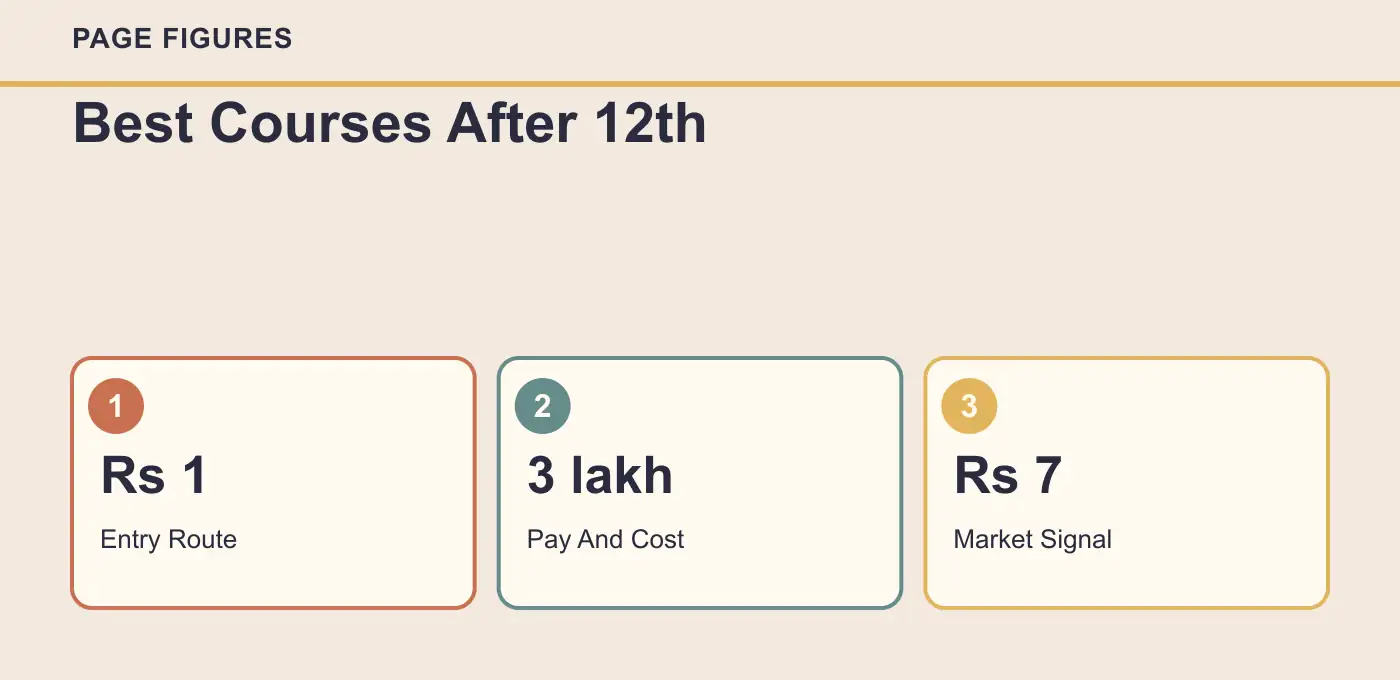 PAGE FIGURES
Best Courses After 12th
1
Rs 1
Entry Route
2
3 lakh
Pay And Cost
3
Rs 7
Market Signal